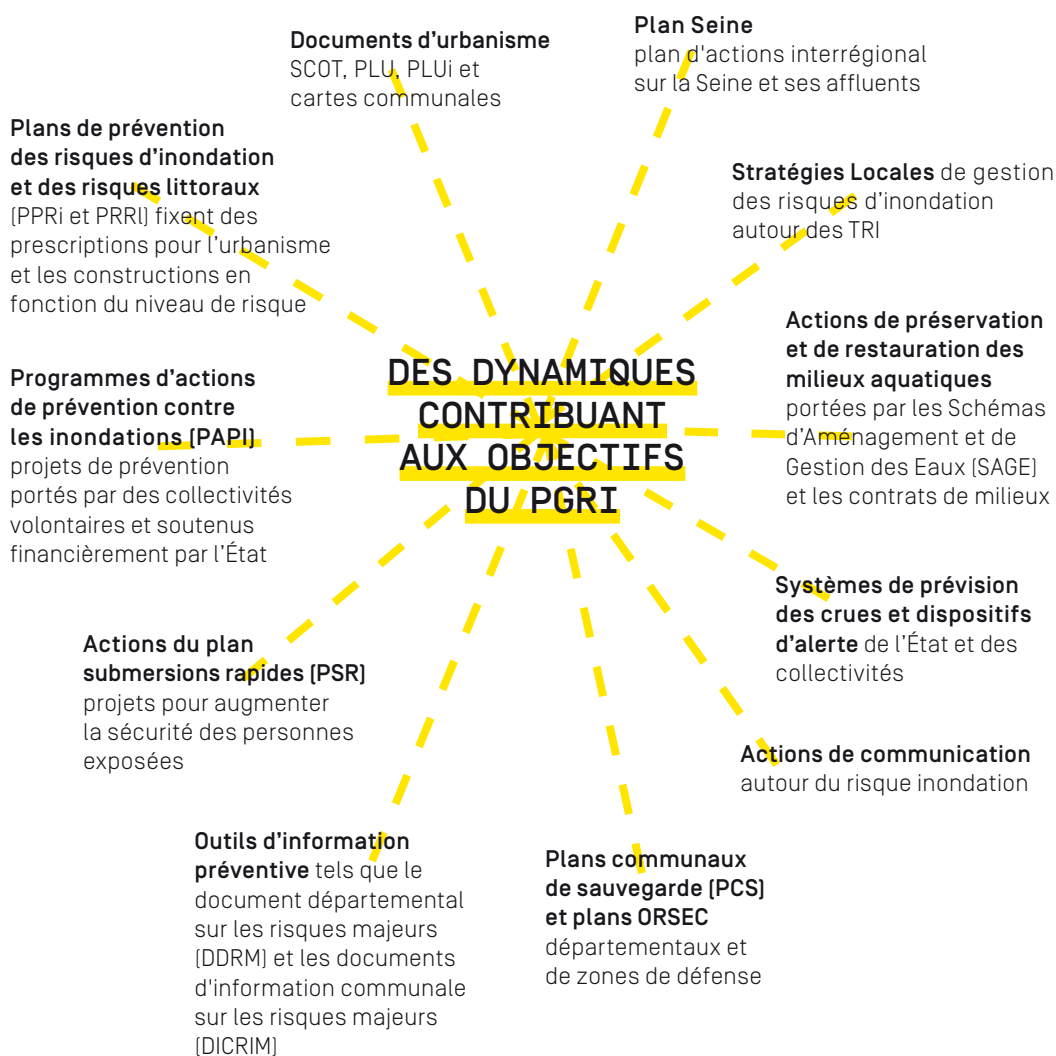 Documents d'urbanisme
SCOT, PLU, PLUi et
cartes communales
Plan Seine
plan d'actions interrégional
sur la Seine et ses affluents
Plans de prévention
des risques d'inondation
et des risques littoraux
(PPRi et PRRl) fixent des
prescriptions pour l'urbanisme
et les constructions en
fonction du niveau de risque
Stratégies Locales de gestion
des risques d'inondation
autour des TRI
DES DYNAMIQUES
CONTRIBUANT
AUX OBJECTIFS
DU PGRI
Programmes d'actions
de prévention contre
les inondations (PAPI)
projets de prévention
portés par des collectivités
volontaires et soutenus
financièrement par l'État
Actions de préservation
et de restauration des
milieux aquatiques
portées par les Schémas
d'Aménagement et de
Gestion des Eaux (SAGE)
et les contrats de milieux
Systèmes de prévision
des crues et dispositifs
d'alerte de l'État et des
collectivités
Actions du plan
submersions rapides (PSR)
projets pour augmenter
la sécurité des personnes
exposées
Actions de communication
autour du risque inondation
Outils d'information
préventive tels que le
document départemental
sur les risques majeurs
(DDRM) et les documents
d'information communale
sur les risques majeurs
(DICRIM)
Plans communaux
de sauvegarde (PCS)
et plans ORSEC
départementaux et
de zones de défense